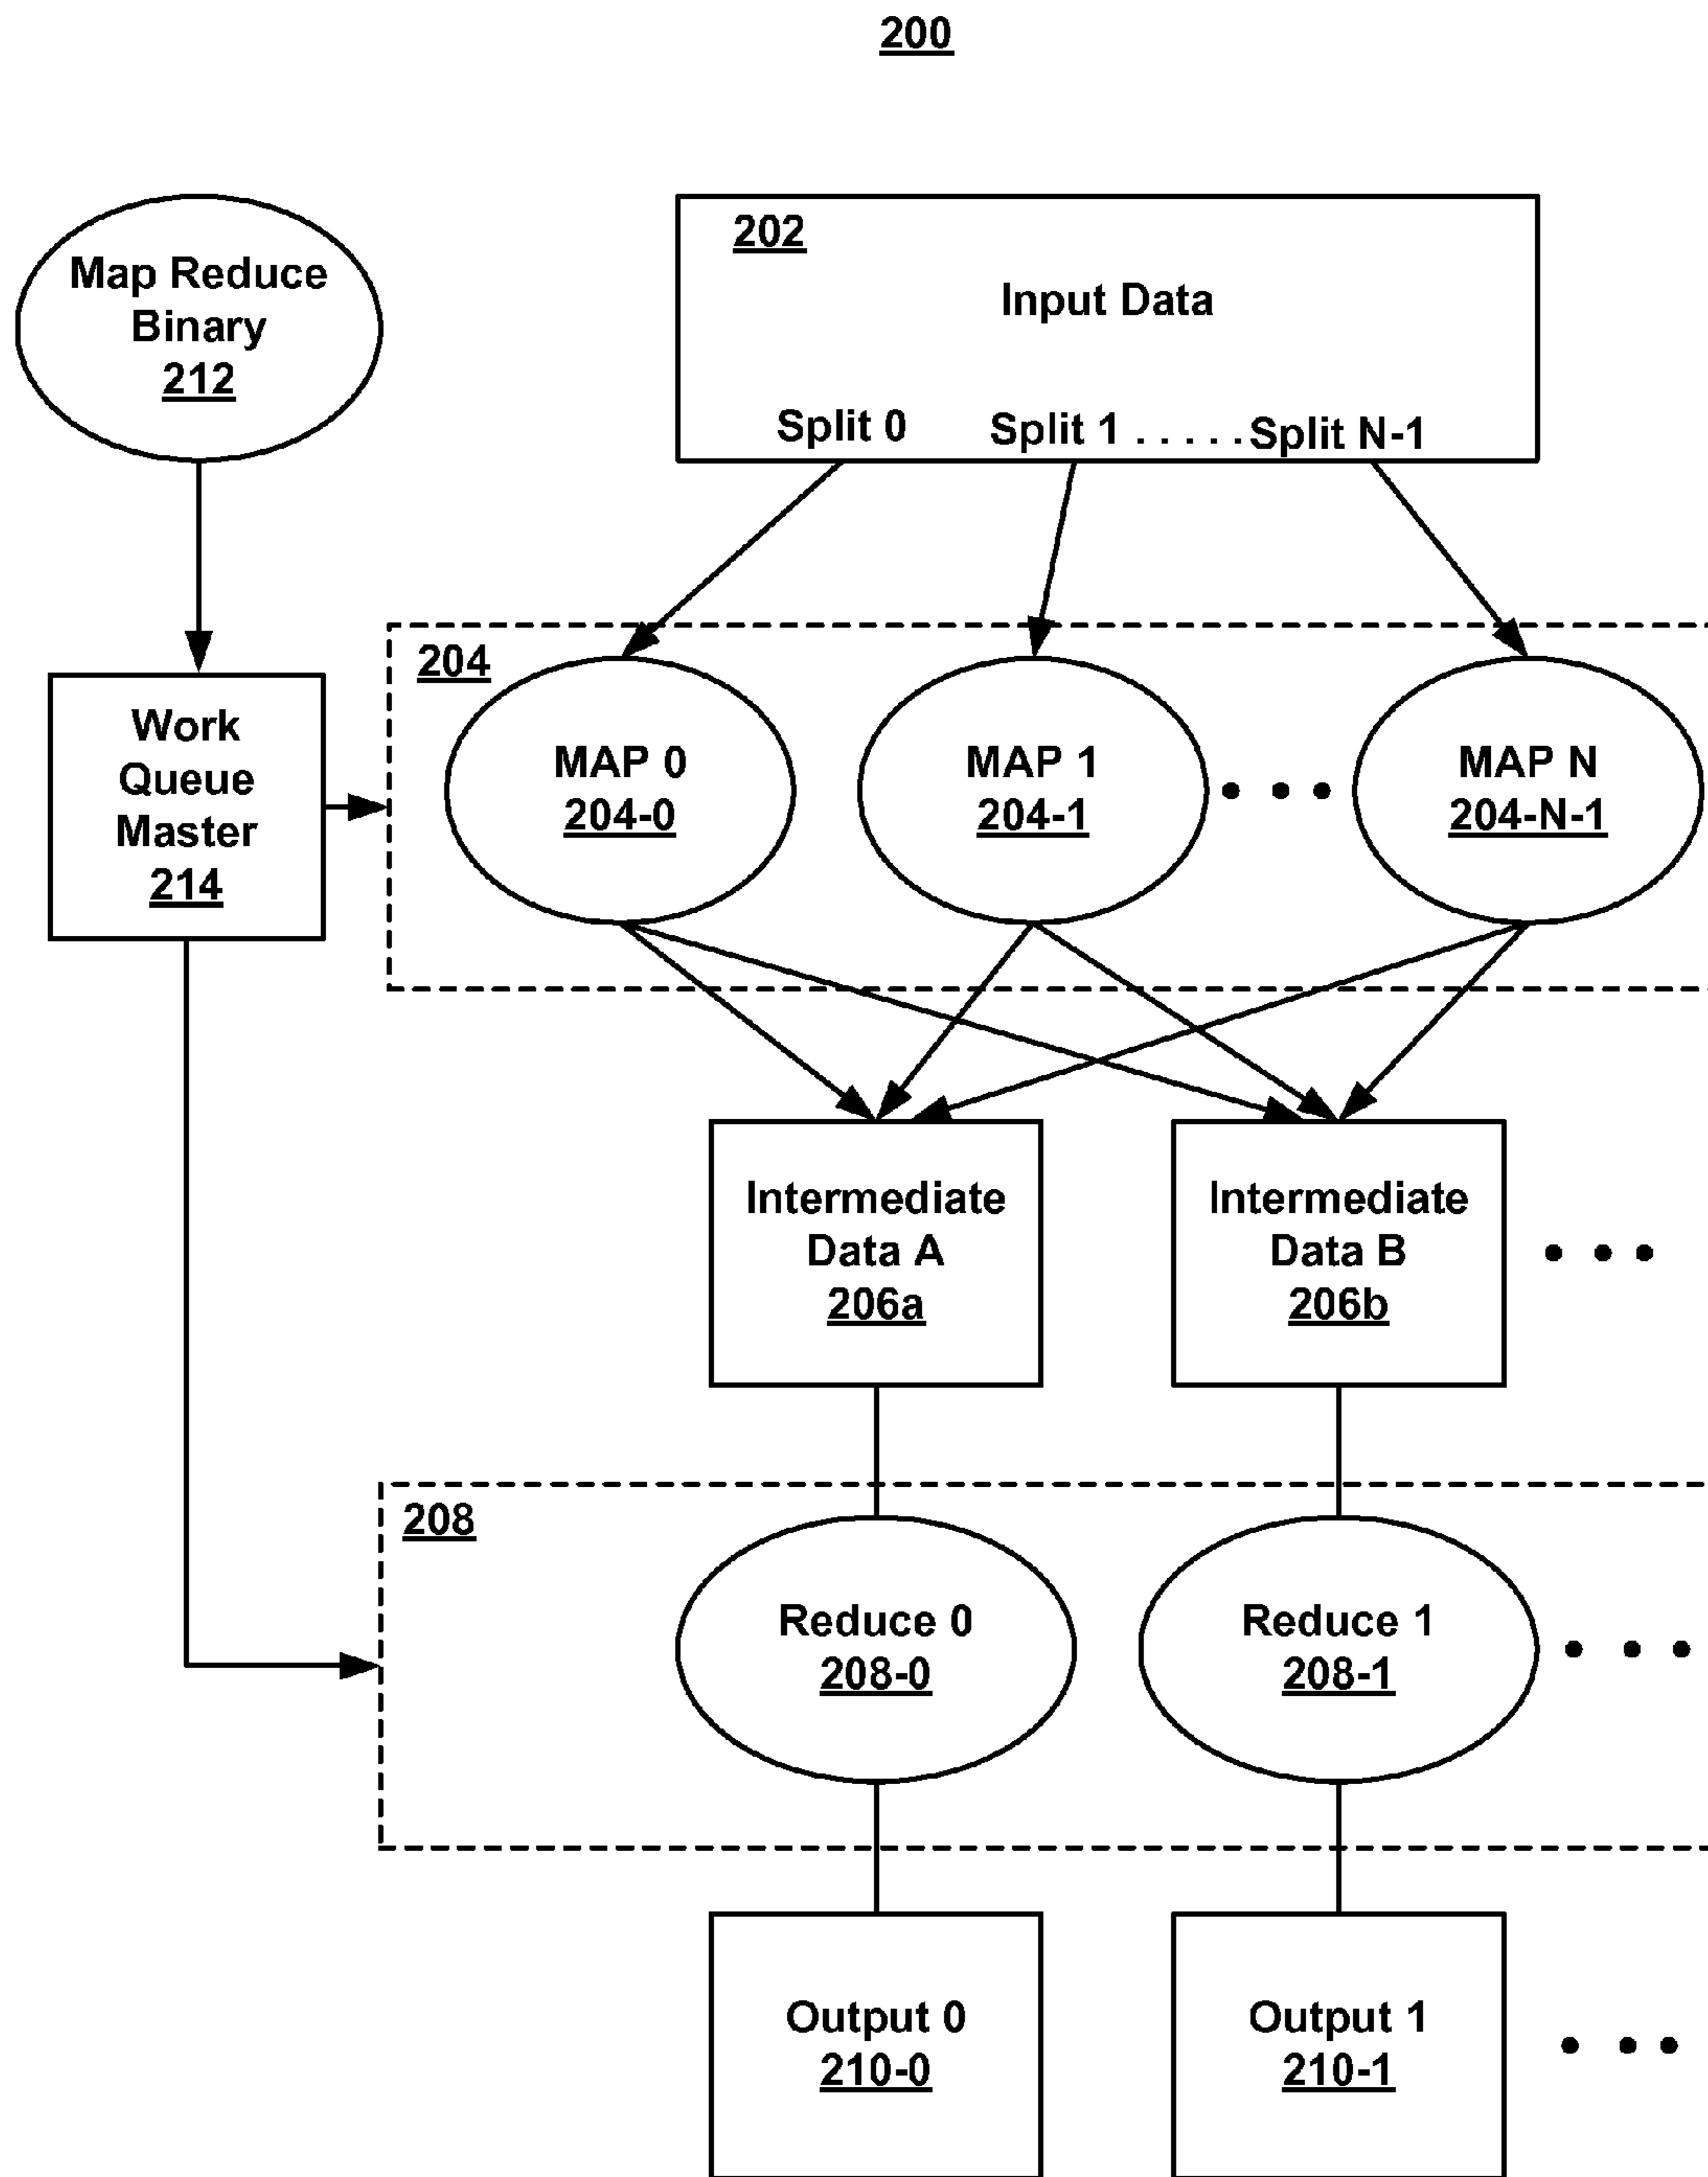 200
Map Reduce
Binary
212
202
Input Data
Split 0 Split 1 . . . . . Split N-1
Work
Queue
Master
214
204
MAP 0
204-0
MAP 1
204-1
MAP N
204-N-1
Intermediate
Data A
206a
Intermediate
Data B
206b
208
Reduce 0
208-0
Reduce 1
208-1
Output 0
210-0
Output 1
210-1